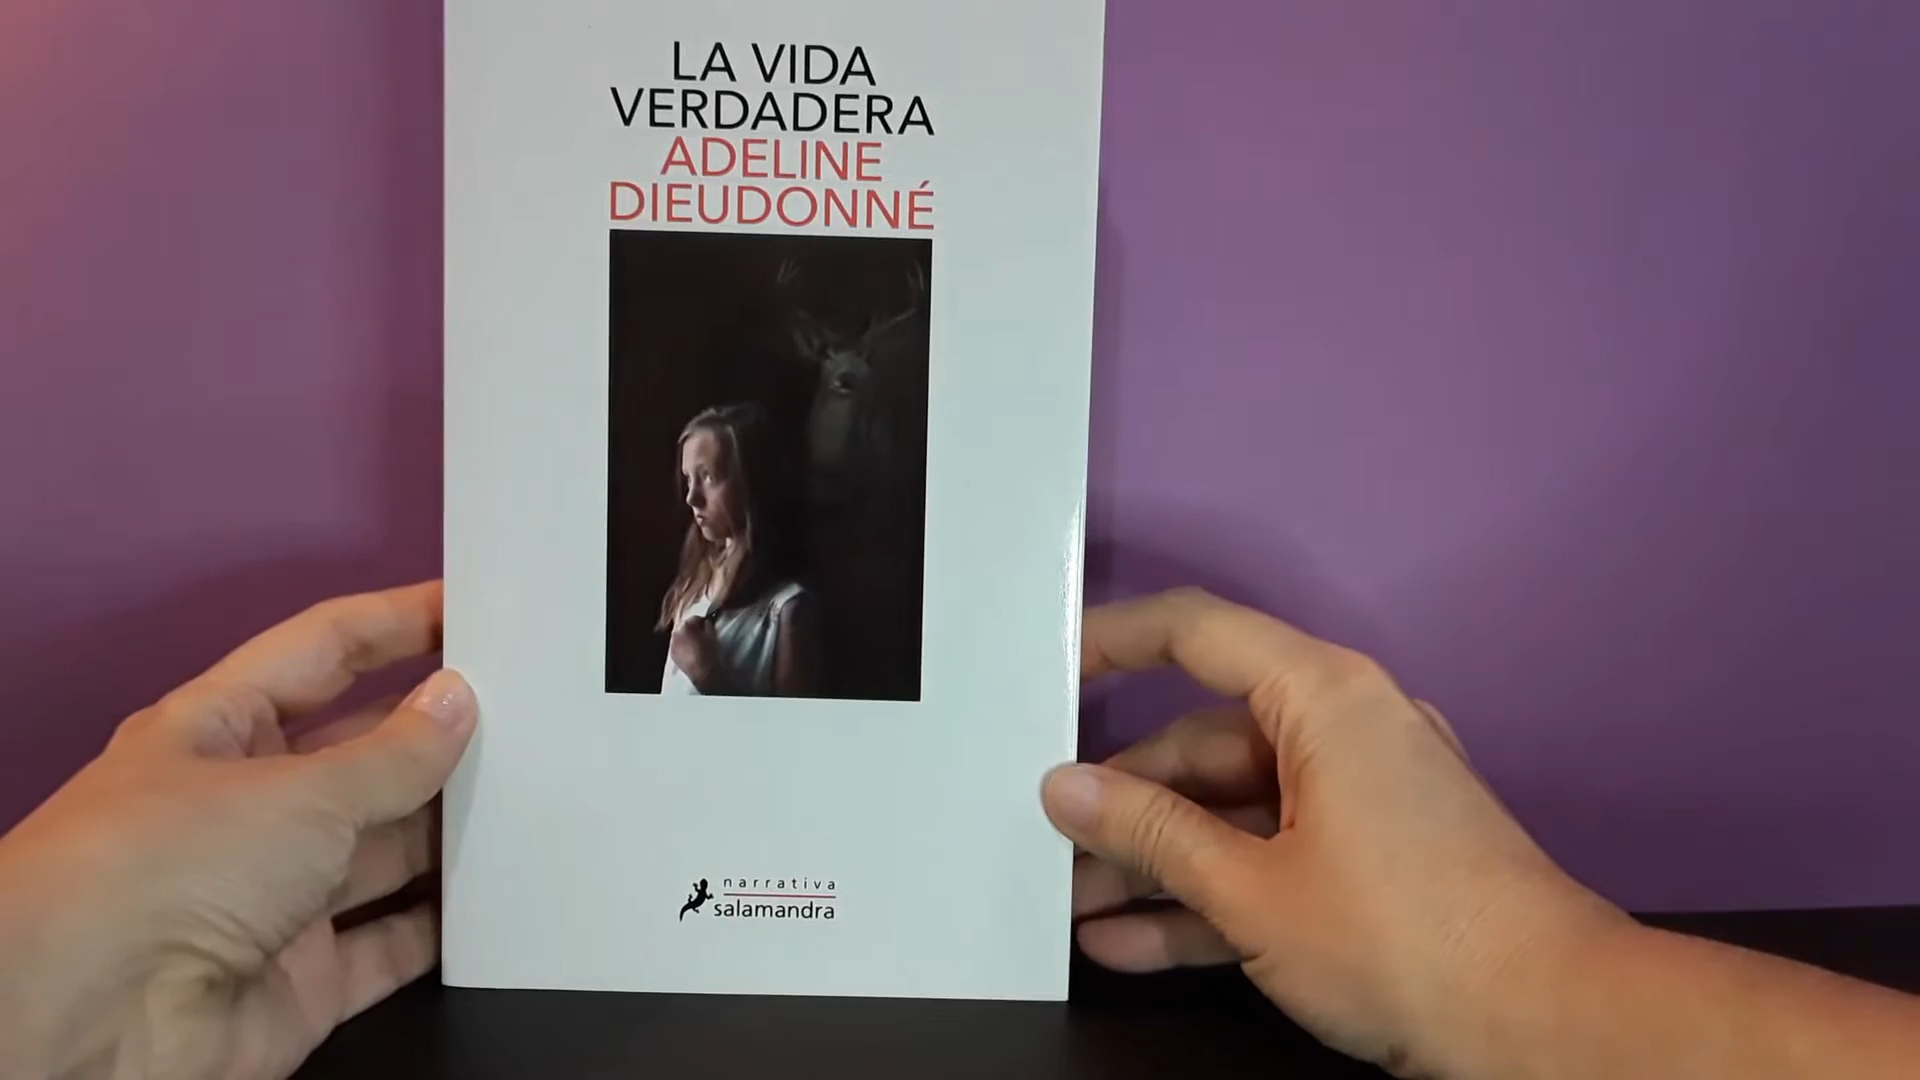 LA VIDA
VERDADERA
ADELINE
DIEUDONNÉ
narrativa
salamandra